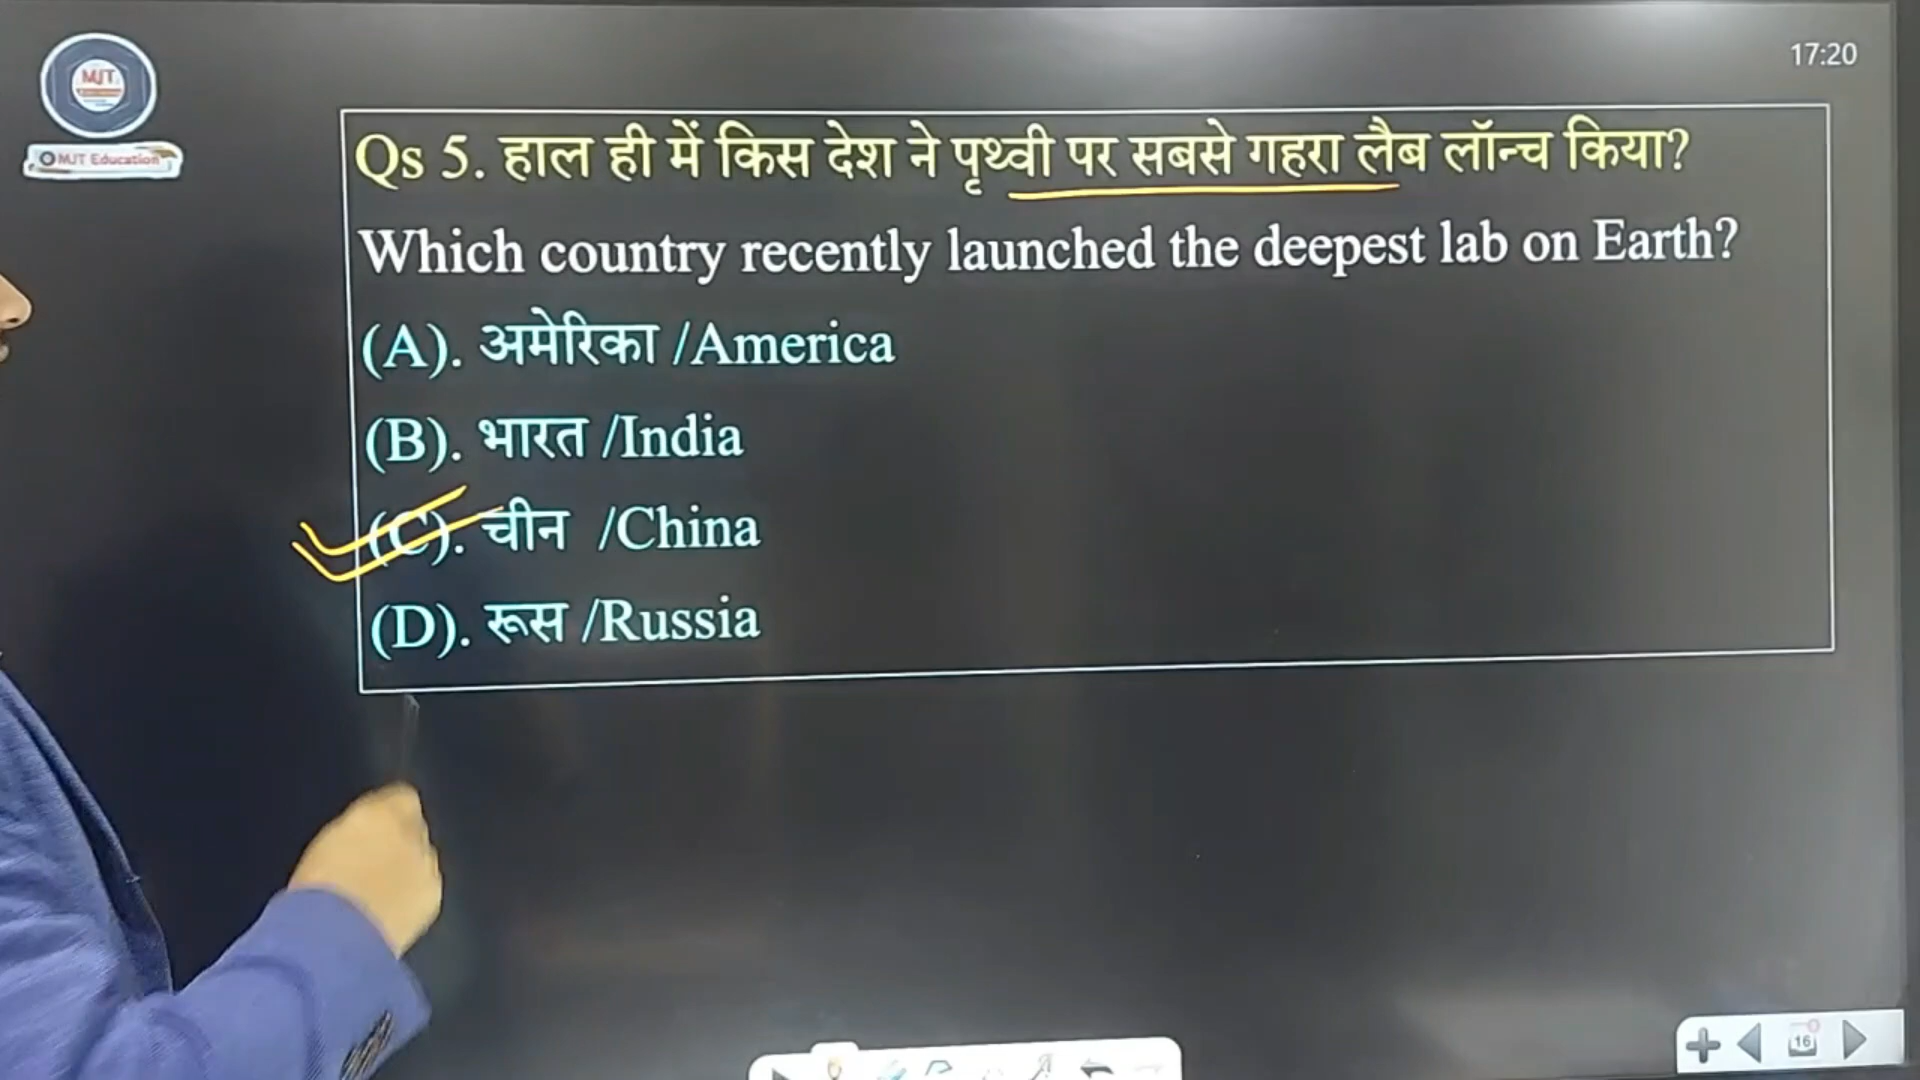 17:20
MJT
MJT Education
Qs 5. हाल ही में किस देश ने पृथ्वी पर सबसे गहरा लैब लॉन्च किया?
Which country recently launched the deepest lab on Earth?
(A). अमेरिका /America
(B). भारत /India
(C). चीन /China
(D). रूस /Russia
16